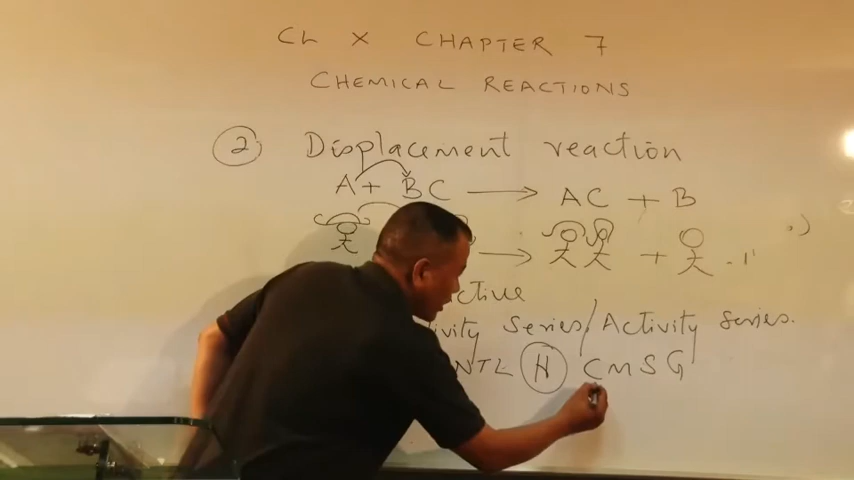 CL X CHAPTER 7
CHEMICAL REACTIONS
2 Displacement reaction
A + BC → AC + B
→ +
ctive
ivity Series/Activity Series.
NTL H CMSG